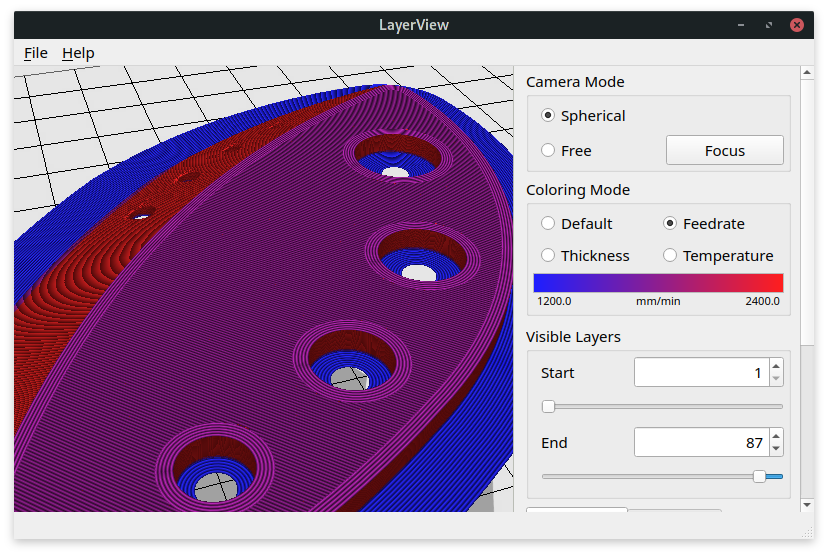 LayerView
File Help
Camera Mode
Spherical
Free Focus
Coloring Mode
Default Feedrate
Thickness Temperature
1200.0 mm/min 2400.0
Visible Layers
Start 1
End 87